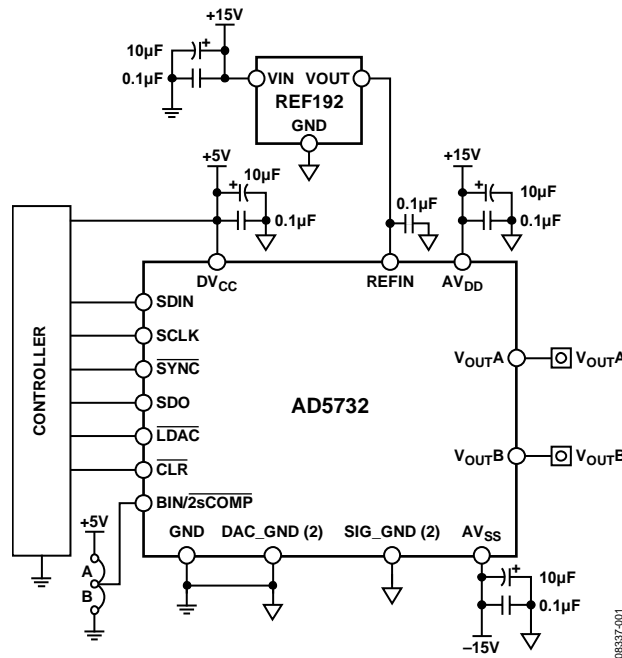 +15V
10µF
+
0.1µF
VIN
VOUT
REF192
GND
+5V
+
10µF
0.1µF
0.1µF
+15V
+
10µF
0.1µF
CONTROLLER
DVCC
REFIN
AVDD
SDIN
SCLK
SYNC
SDO
LDAC
CLR
BIN/2sCOMP
AD5732
VOUTA
VOUTA
VOUTB
VOUTB
+5V
A
B
GND
DAC_GND (2)
SIG_GND (2)
AVSS
+
10µF
0.1µF
–15V
08337-001